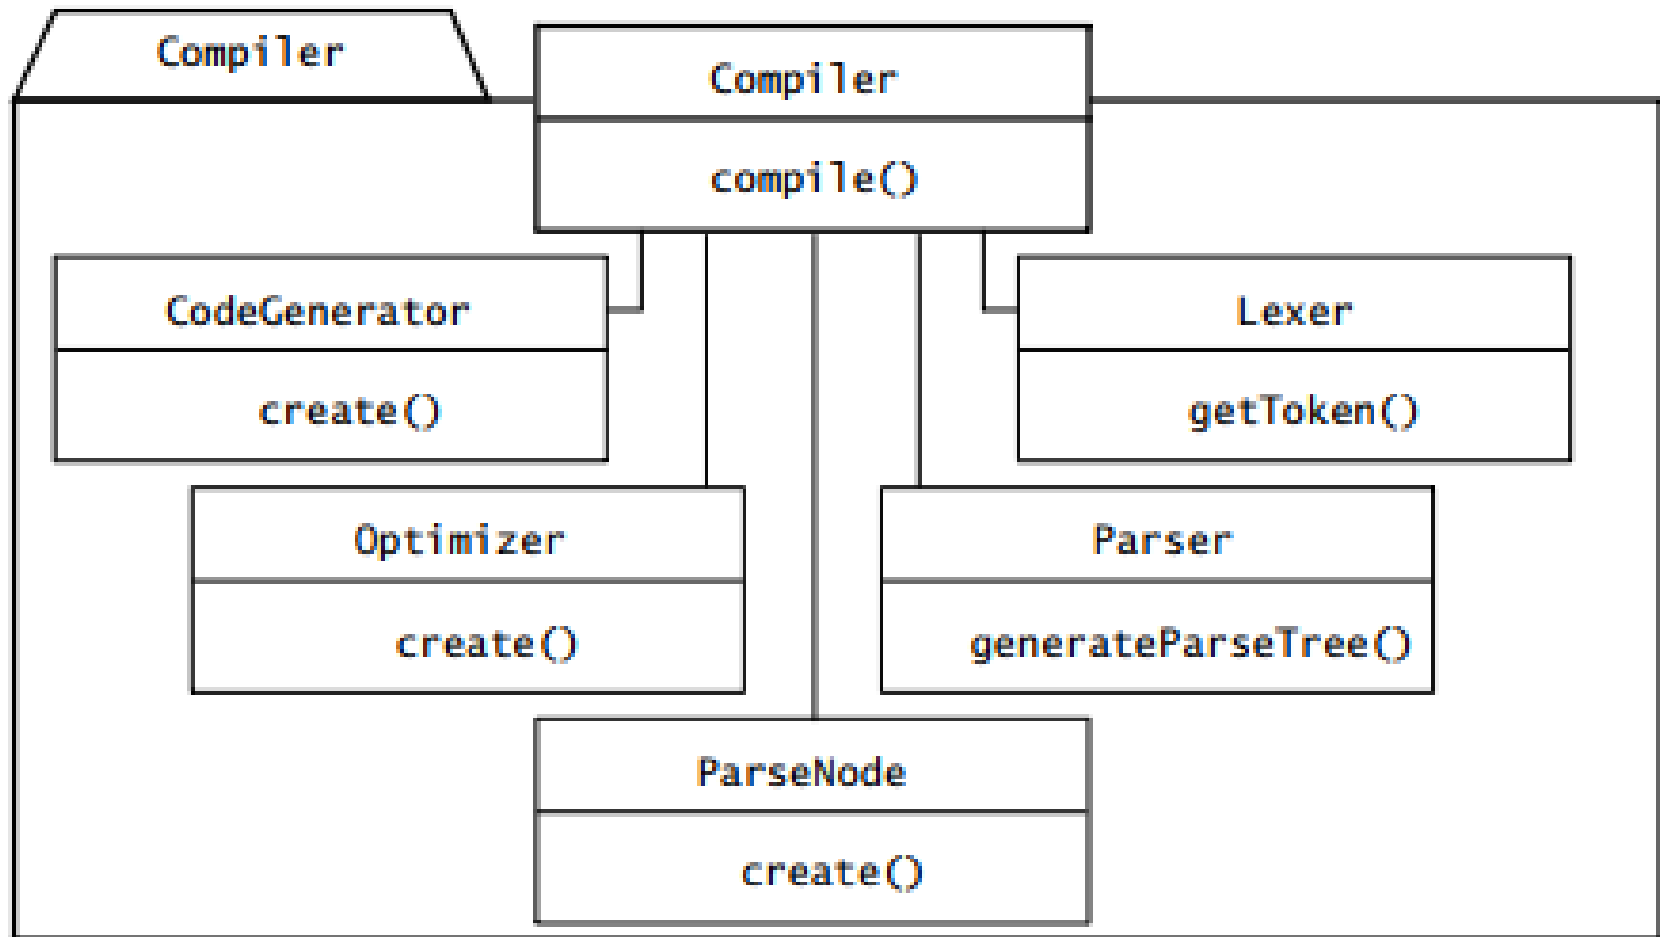 Compiler
Compiler
compile()
CodeGenerator
create()
Lexer
getToken()
Optimizer
create()
Parser
generateParseTree()
ParseNode
create()